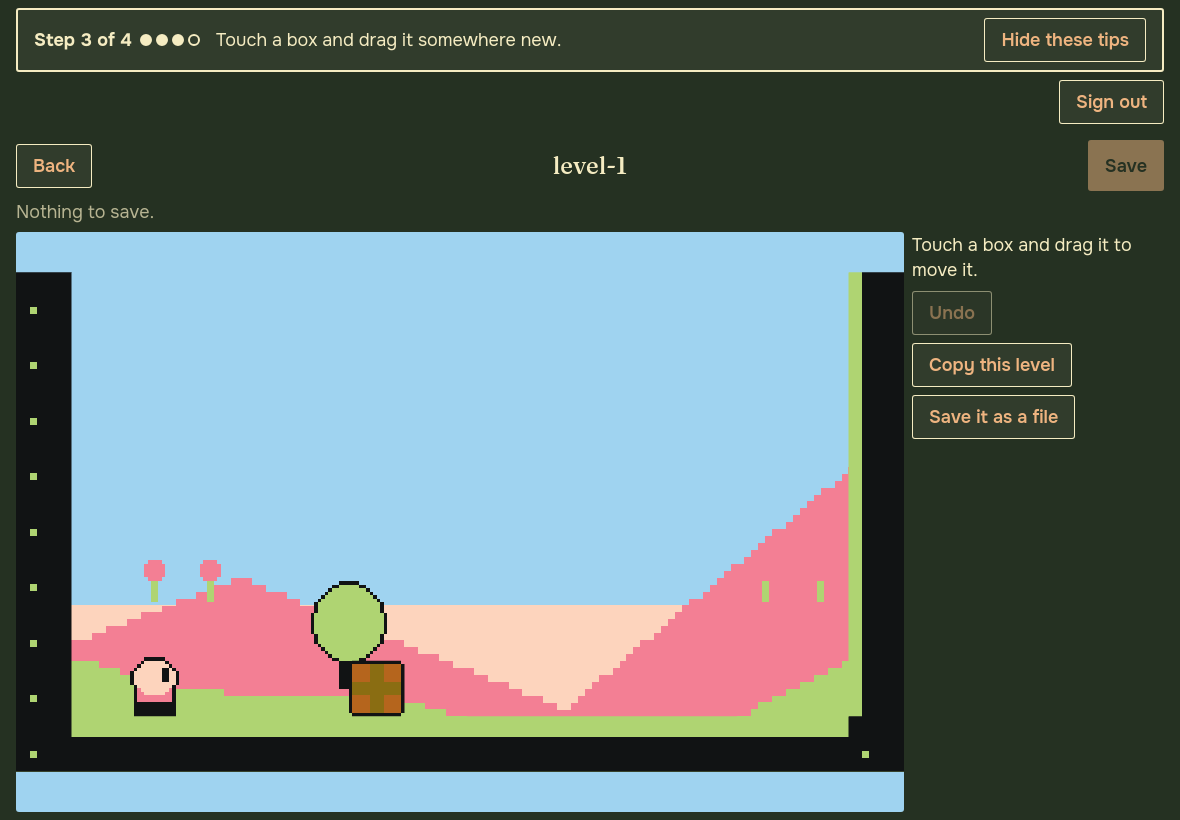 Step 3 of 4 Touch a box and drag it somewhere new. Hide these tips
Sign out
Back level-1 Save
Nothing to save.
Touch a box and drag it to
move it.
Undo
Copy this level
Save it as a file